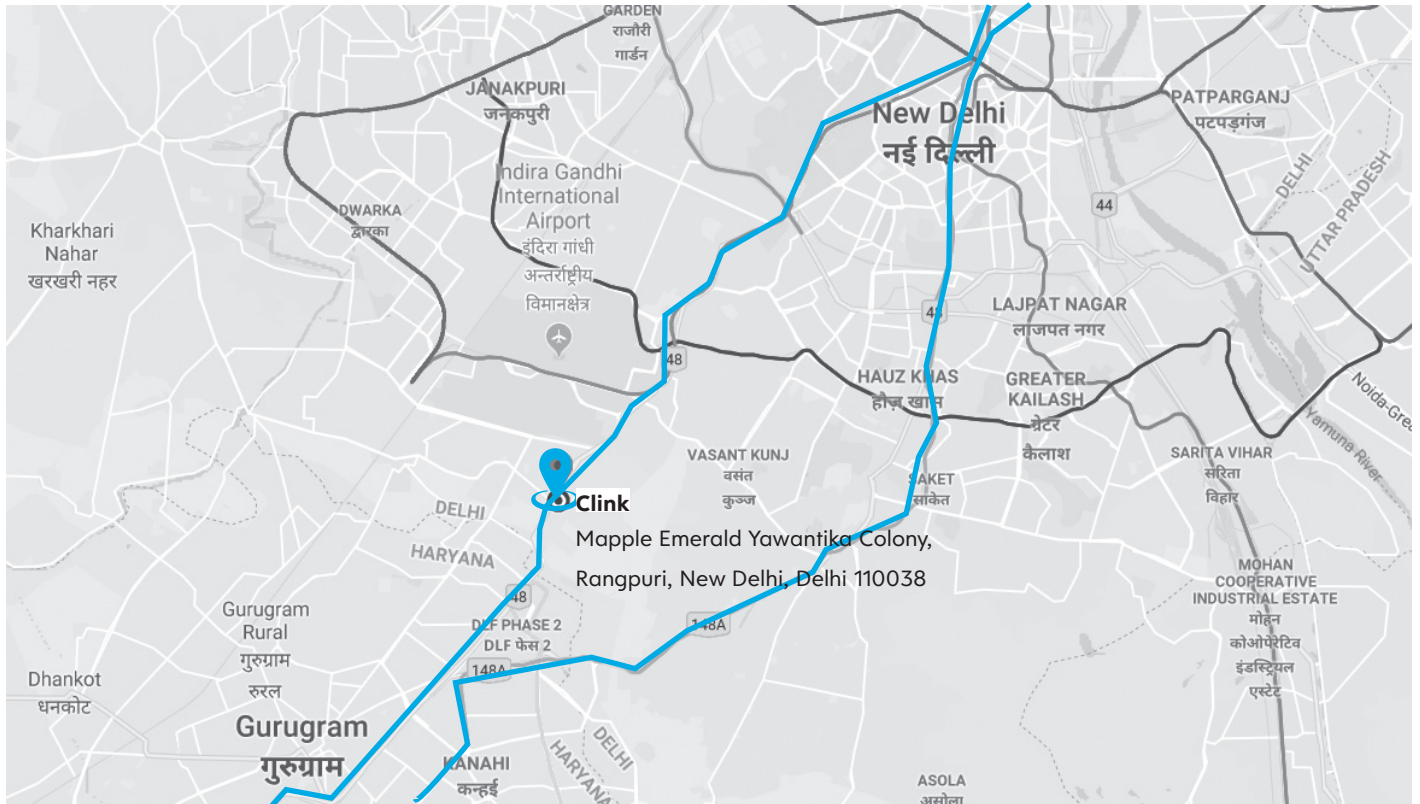 GARDEN
राजौरी
गार्डन
JANAKPURI
जनकपुरी
New Delhi
नई दिल्ली
PATPARGANJ
पटपड़गंज
DELHI
UTTAR PRADESH
Indira Gandhi
International
Airport
इंदिरा गांधी
अन्तर्राष्ट्रीय
विमानक्षेत्र
DWARKA
द्वारका
44
Kharkhari
Nahar
खरखरी नहर
LAJPAT NAGAR
लाजपत नगर
48
48
HAUZ KHAS
हौज़ खास
GREATER
KAILASH
ग्रेटर
कैलाश
Noida-Grea
Yamuna River
VASANT KUNJ
वसंत
कुञ्ज
SAKET
साकेत
SARITA VIHAR
सरिता
विहार
DELHI
HARYANA
Clink
Mapple Emerald Yawantika Colony,
Rangpuri, New Delhi, Delhi 110038
48
MOHAN
COOPERATIVE
INDUSTRIAL ESTATE
मोहन
कोओपेरेटिव
इंडस्ट्रियल
एस्टेट
Gurugram
Rural
गुरुग्राम
रुरल
DLF PHASE 2
DLF फेस 2
148A
148A
Dhankot
धनकोट
Gurugram
गुरुग्राम
KANAHI
कन्हई
DELHI
HARYANA
ASOLA
असोला